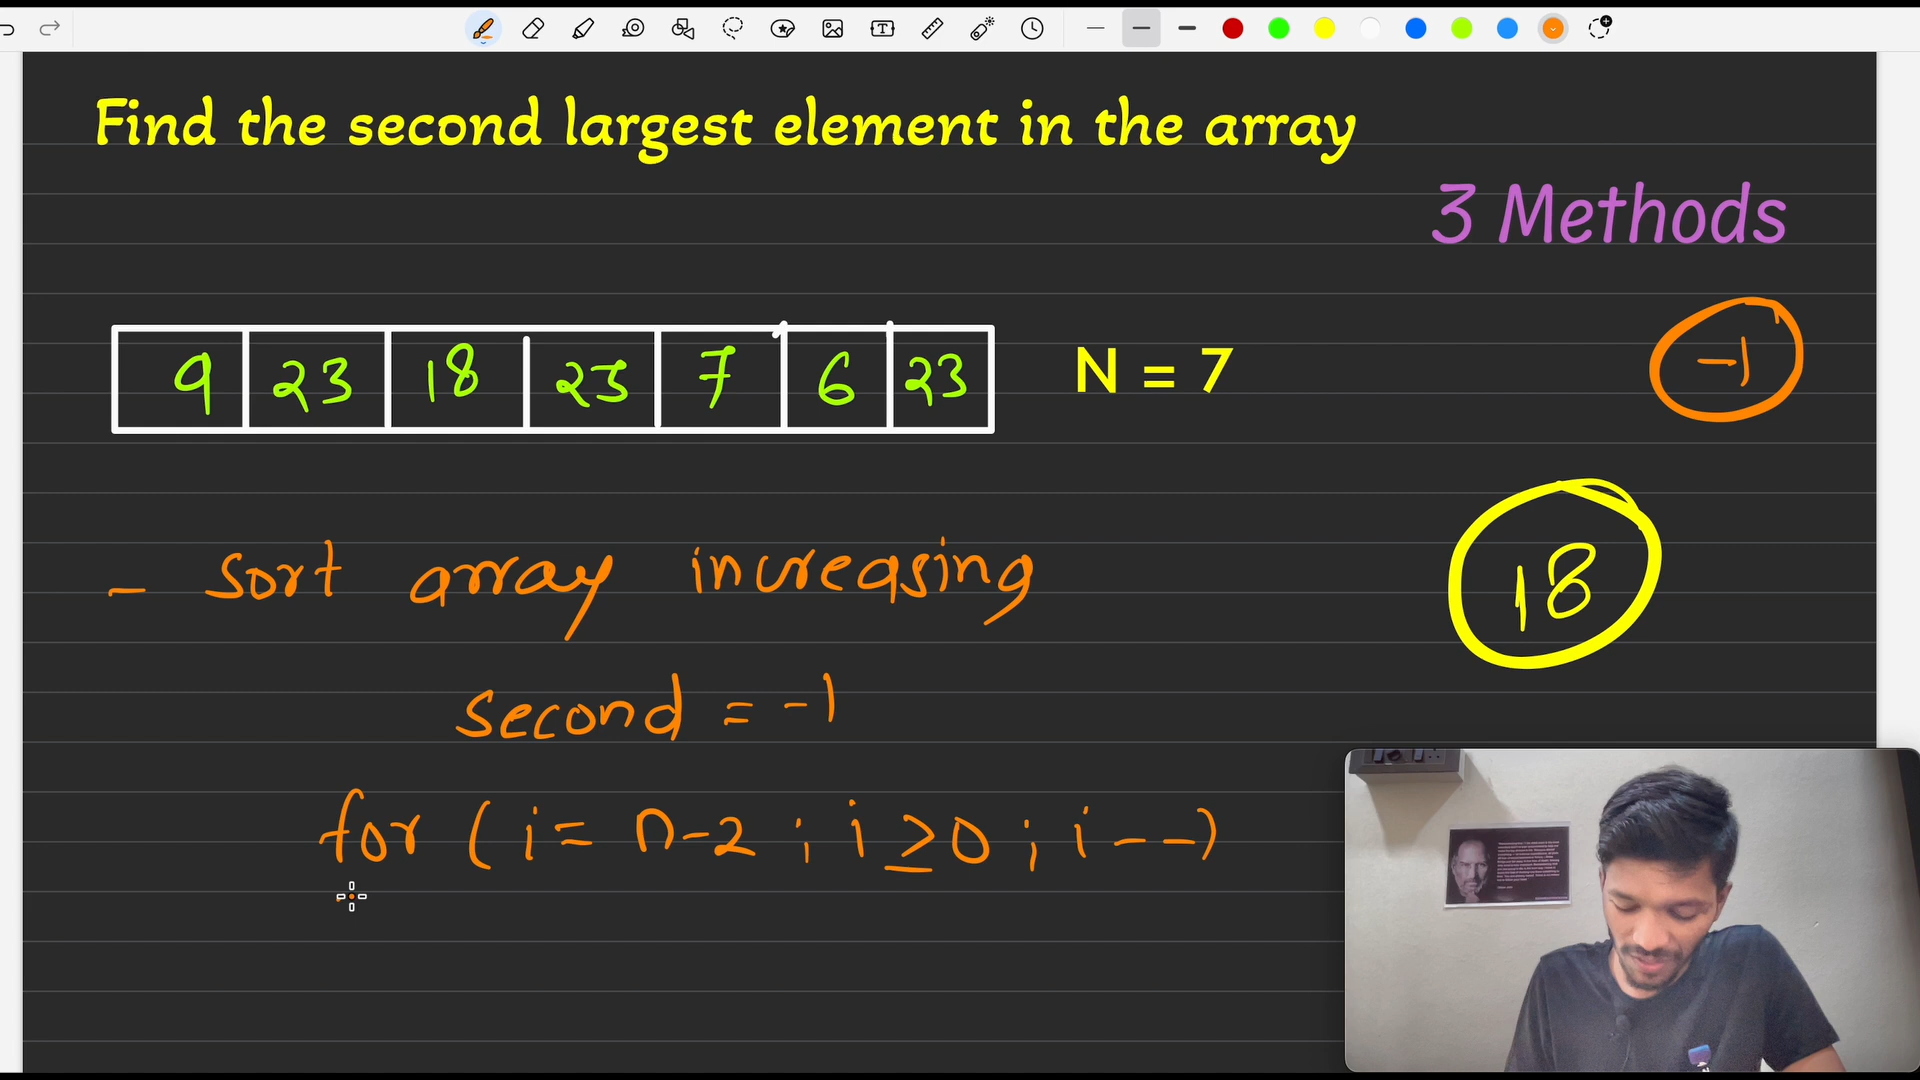 Find the second largest element in the array
3 Methods
9 23 18 23 7 6 23
N = 7
-1
18
- sort array increasing
second = -1
for ( i = n-2 ; i ≥ 0 ; i -- )